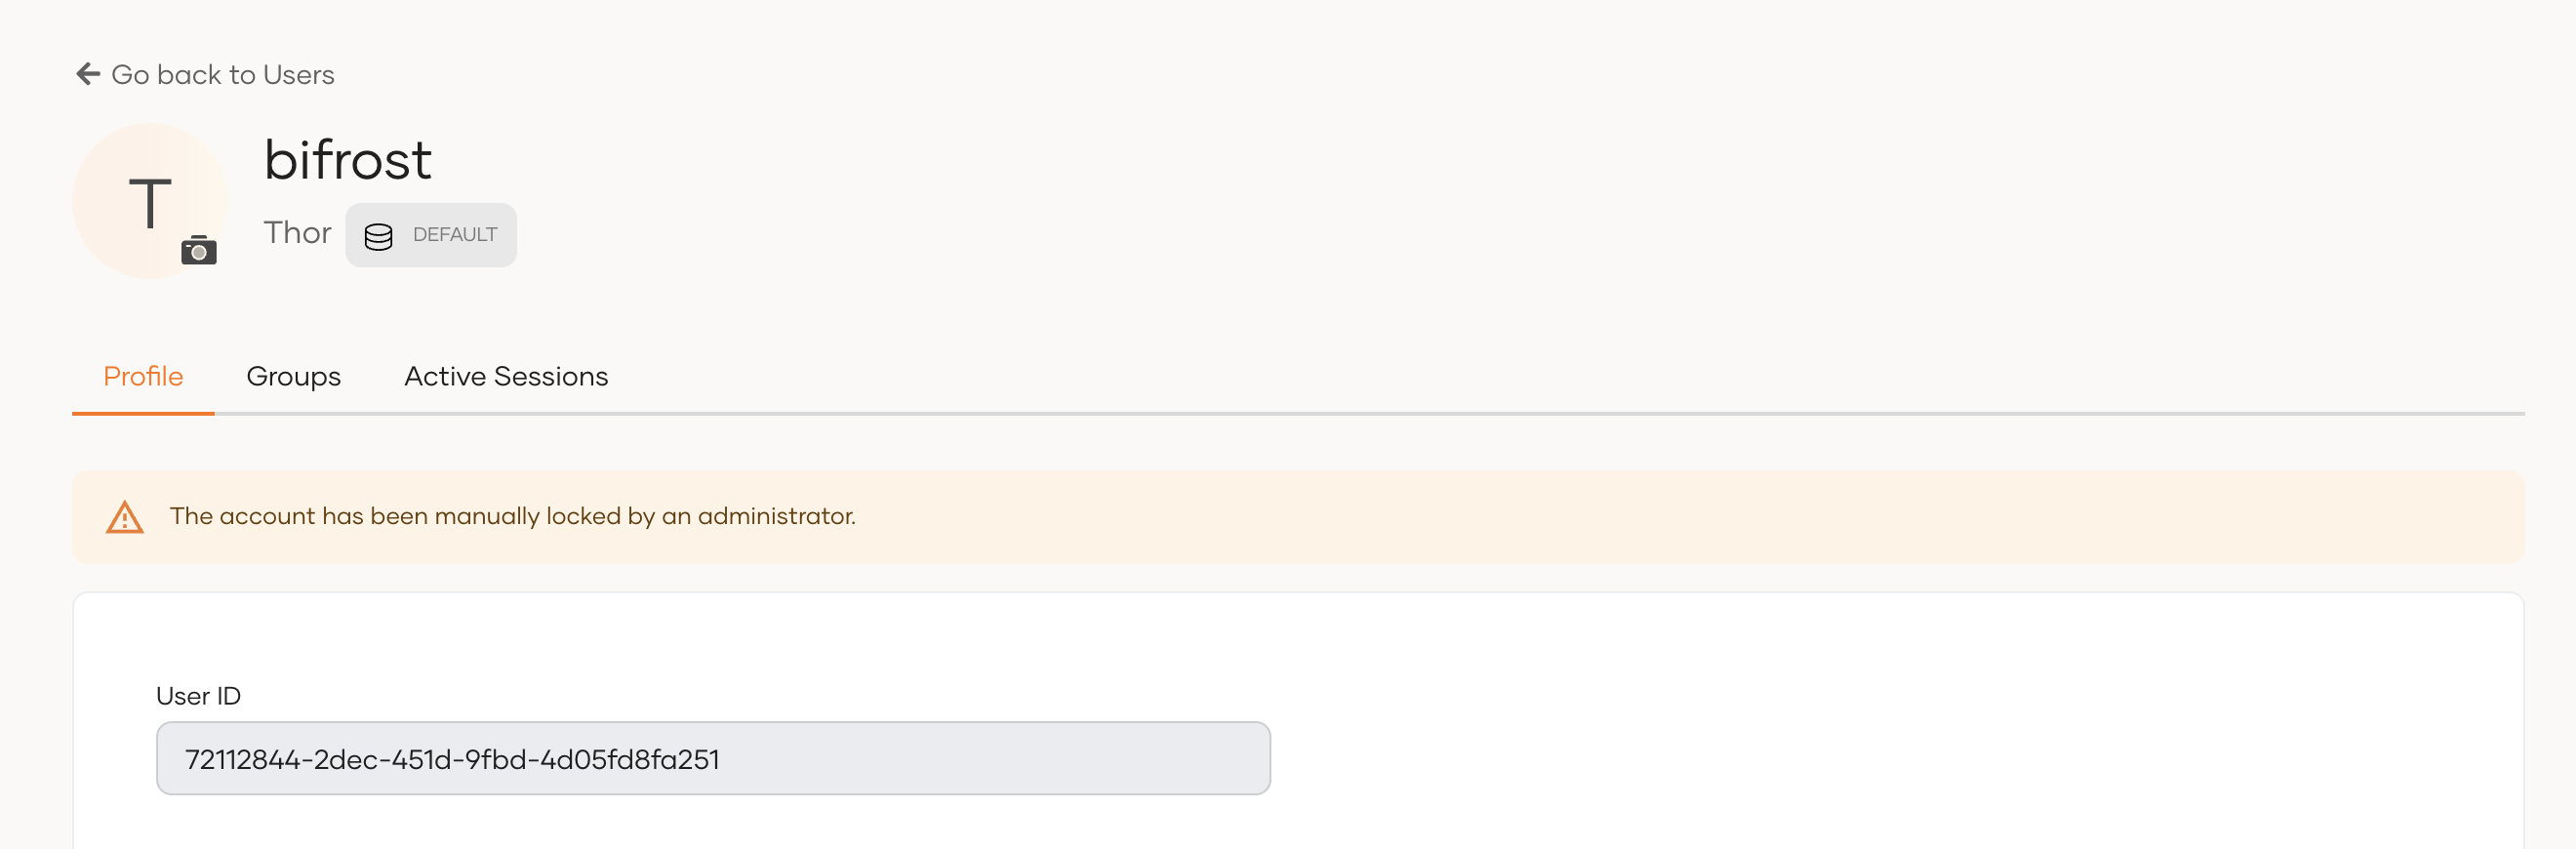 Go back to Users
T
bifrost
Thor DEFAULT
Profile Groups Active Sessions
The account has been manually locked by an administrator.
User ID
72112844-2dec-451d-9fbd-4d05fd8fa251